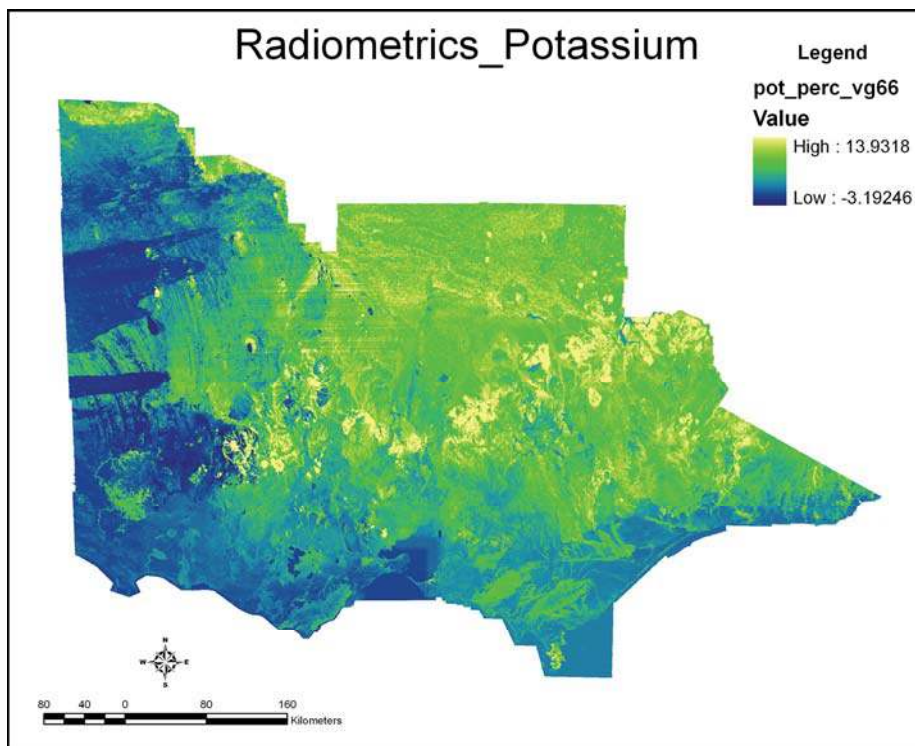 Radiometrics_Potassium
Legend
pot_perc_vg66
Value
High : 13.9318
Low : -3.19246
N
W E
S
80 40 0 80 160
Kilometers